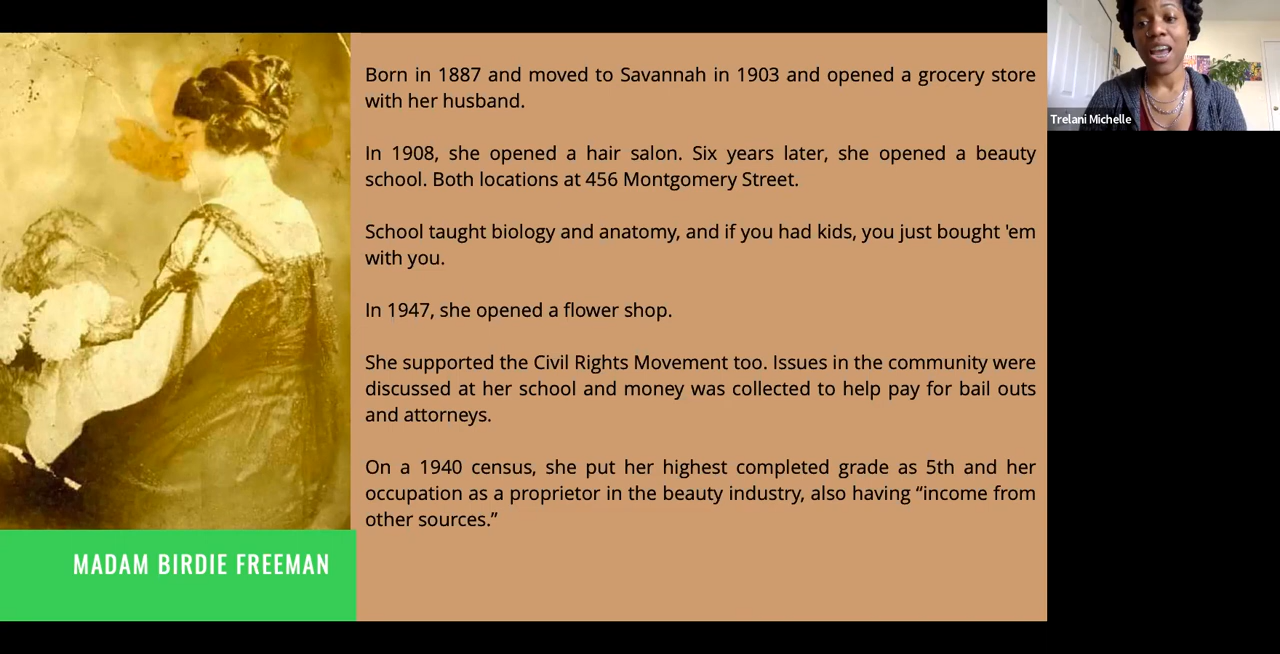 Born in 1887 and moved to Savannah in 1903 and opened a grocery store
with her husband.
In 1908, she opened a hair salon. Six years later, she opened a beauty
school. Both locations at 456 Montgomery Street.
School taught biology and anatomy, and if you had kids, you just bought 'em
with you.
In 1947, she opened a flower shop.
She supported the Civil Rights Movement too. Issues in the community were
discussed at her school and money was collected to help pay for bail outs
and attorneys.
On a 1940 census, she put her highest completed grade as 5th and her
occupation as a proprietor in the beauty industry, also having “income from
other sources.”
MADAM BIRDIE FREEMAN
Trelani Michelle